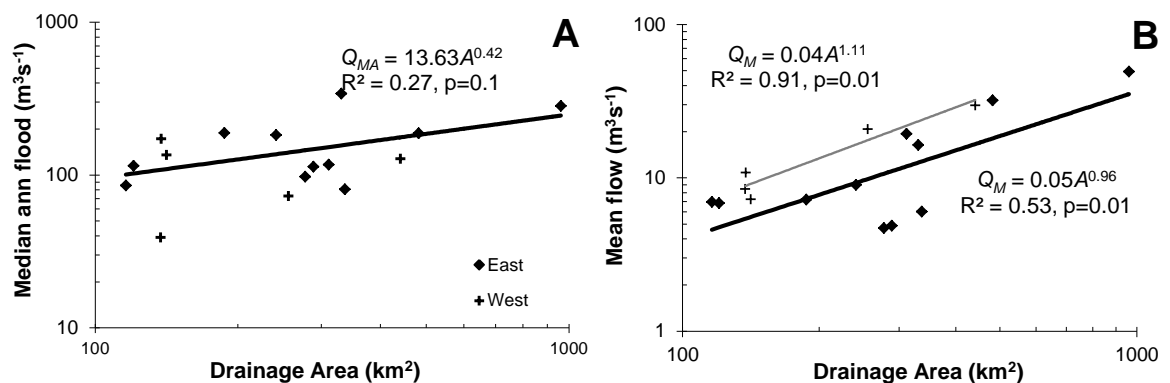 A
Q_MA = 13.63A^0.42
R² = 0.27, p=0.1
1000
100
10
Median ann flood (m³s⁻¹)
East
West
100
1000
Drainage Area (km²)
B
Q_M = 0.04A^1.11
R² = 0.91, p=0.01
Q_M = 0.05A^0.96
R² = 0.53, p=0.01
100
10
1
Mean flow (m³s⁻¹)
100
1000
Drainage Area (km²)